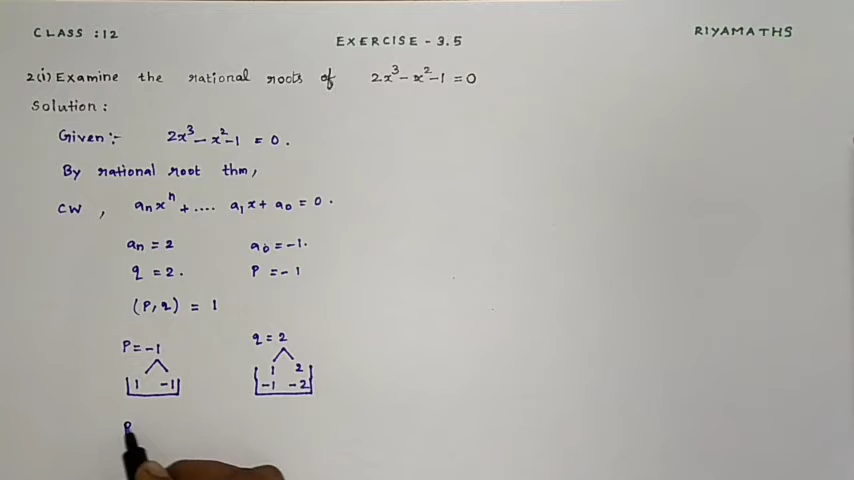 CLASS : 12
EXERCISE - 3.5
RIYAMATHS
2(i) Examine the rational roots of 2x³ - x² - 1 = 0
Solution :
Given :- 2x³ - x² - 1 = 0 .
By rational root thm,
CW , aₙxⁿ + .... a₁x + a₀ = 0 .
aₙ = 2 a₀ = -1 .
q = 2 . P = -1
(P, q) = 1
P = -1 q = 2
1 -1 1 2
-1 -2
P